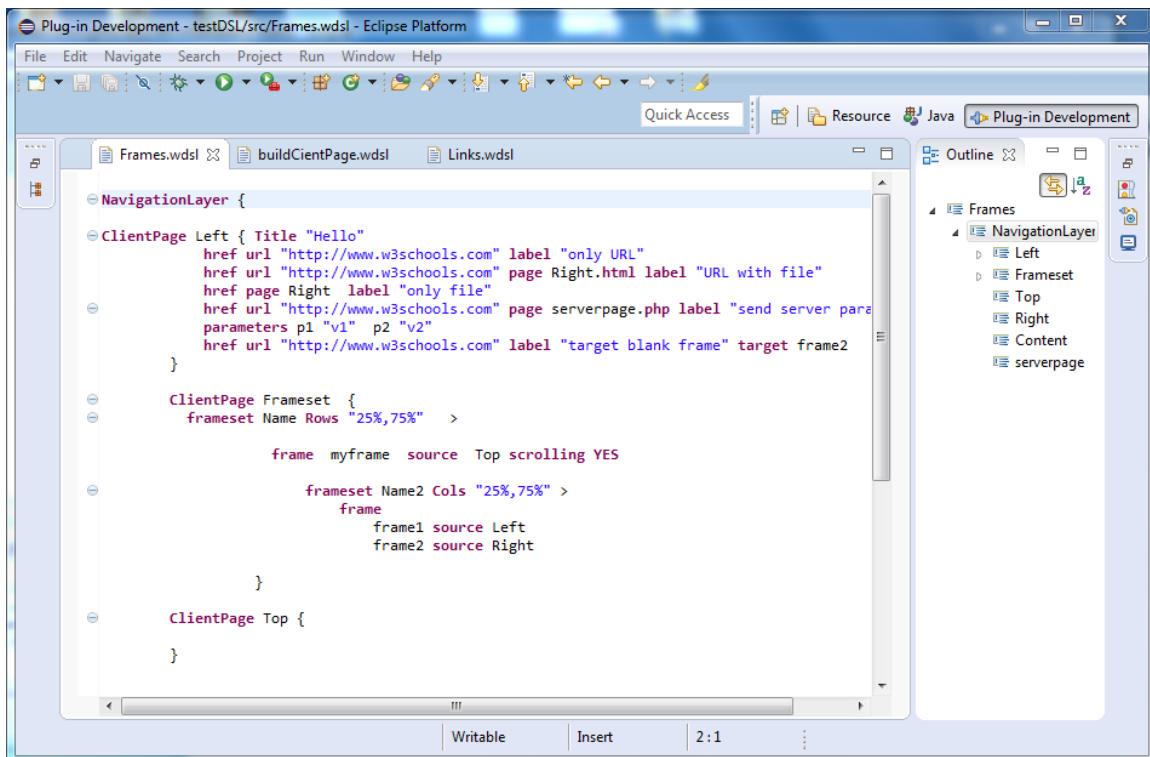 Plug-in Development - testDSL/src/Frames.wdsl - Eclipse Platform
File Edit Navigate Search Project Run Window Help
Quick Access
Resource Java Plug-in Development
Frames.wdsl buildCientPage.wdsl Links.wdsl
NavigationLayer {
ClientPage Left { Title "Hello"
href url "http://www.w3schools.com" label "only URL"
href url "http://www.w3schools.com" page Right.html label "URL with file"
href page Right label "only file"
href url "http://www.w3schools.com" page serverpage.php label "send server para
parameters p1 "v1" p2 "v2"
href url "http://www.w3schools.com" label "target blank frame" target frame2
}
ClientPage Frameset {
frameset Name Rows "25%,75%" >
frame myframe source Top scrolling YES
frameset Name2 Cols "25%,75%" >
frame
frame1 source Left
frame2 source Right
}
ClientPage Top {
}
Outline
a
z
Frames
NavigationLayer
Left
Frameset
Top
Right
Content
serverpage
Writable Insert 2 : 1